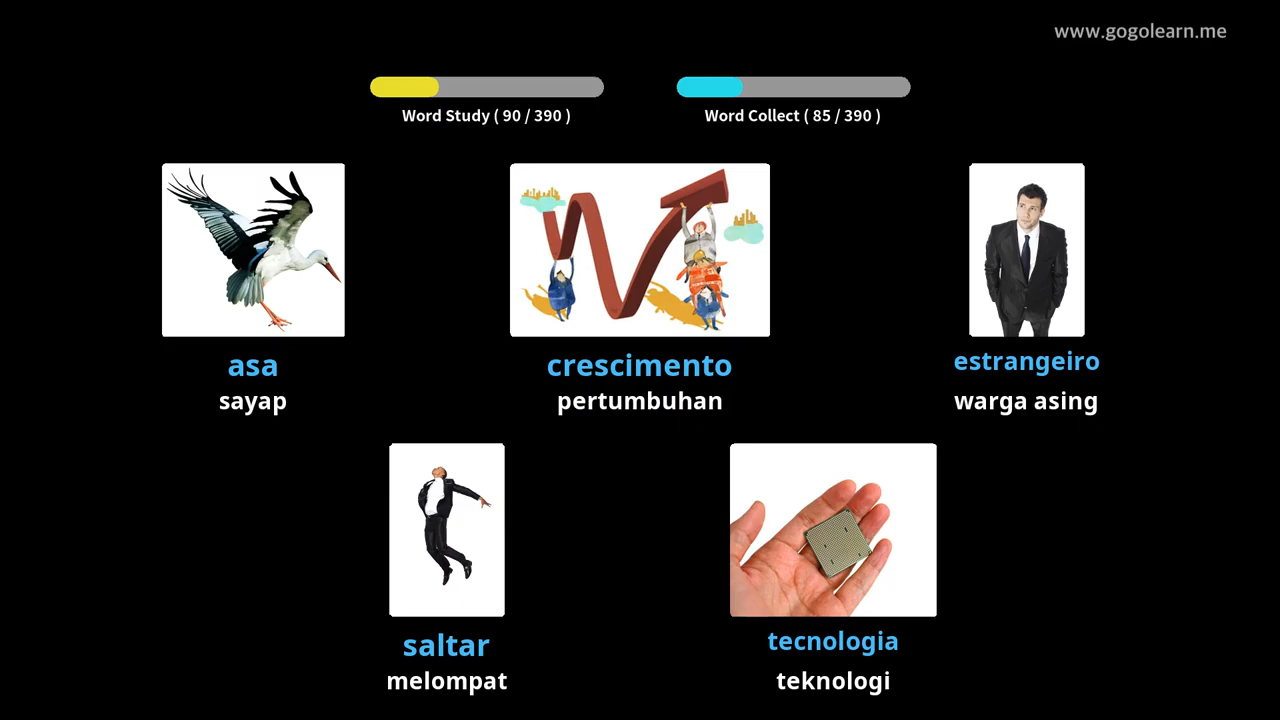 www.gogolearn.me
Word Study ( 90 / 390 )
Word Collect ( 85 / 390 )
asa
sayap
crescimento
pertumbuhan
estrangeiro
warga asing
saltar
melompat
tecnologia
teknologi